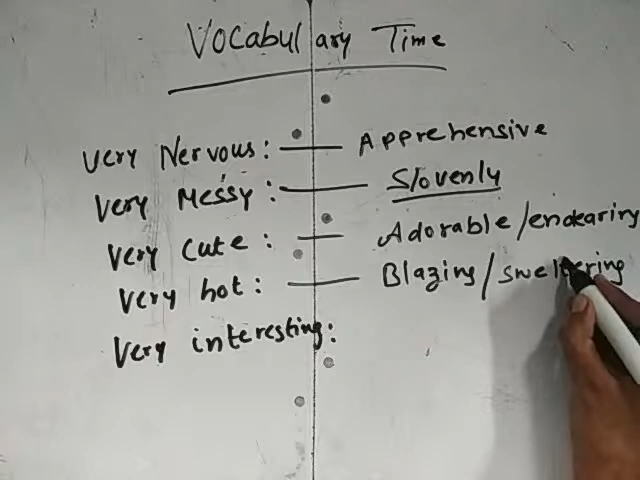 Vocabulary Time
Very Nervous: — Apprehensive
Very Messy: — Slovenly
Very Cute: — Adorable/endearing
Very hot: — Blazing/sweltering
Very interesting: